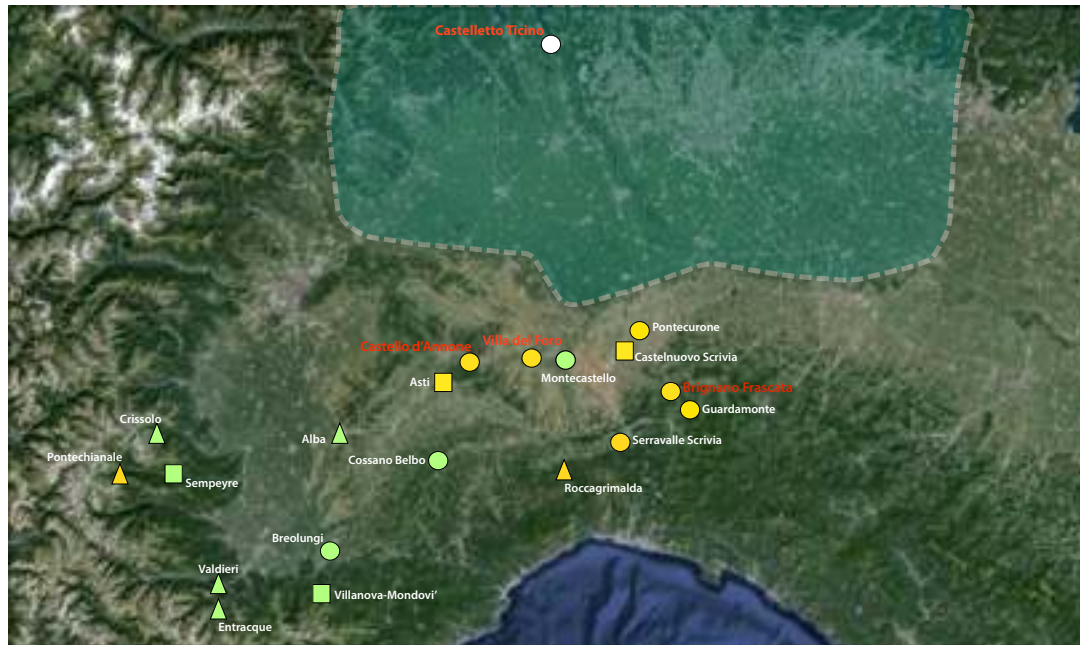 Castelletto Ticino
Pontecurone
Villa del Foro
Castello d'Annone
Castelnuovo Scrivia
Montecastello
Asti
Brignano Frascata
Guardamonte
Crissolo
Alba
Serravalle Scrivia
Pontechianale
Cossano Belbo
Sempeyre
Roccagrimalda
Breolungi
Valdieri
Villanova-Mondovi'
Entracque